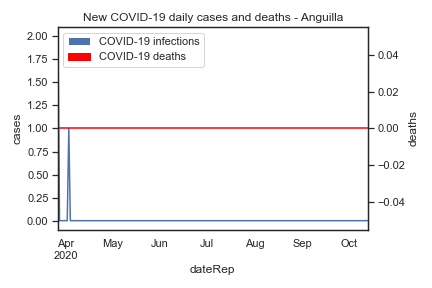 New COVID-19 daily cases and deaths - Anguilla
COVID-19 infections
COVID-19 deaths
2.00
1.75
1.50
1.25
1.00
0.75
0.50
0.25
0.00
cases
0.04
0.02
0.00
−0.02
−0.04
deaths
Apr May Jun Jul Aug Sep Oct
2020
dateRep